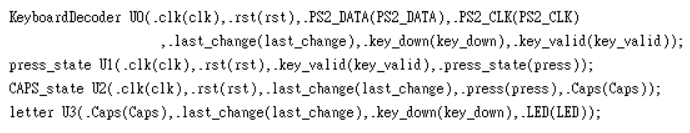 KeyboardDecoder U0(.clk(clk),.rst(rst),.PS2_DATA(PS2_DATA),.PS2_CLK(PS2_CLK)
,.last_change(last_change),.key_down(key_down),.key_valid(key_valid));
press_state U1(.clk(clk),.rst(rst),.key_valid(key_valid),.press_state(press));
CAPS_state U2(.clk(clk),.rst(rst),.last_change(last_change),.press(press),.Caps(Caps));
letter U3(.Caps(Caps),.last_change(last_change),.key_down(key_down),.LED(LED));